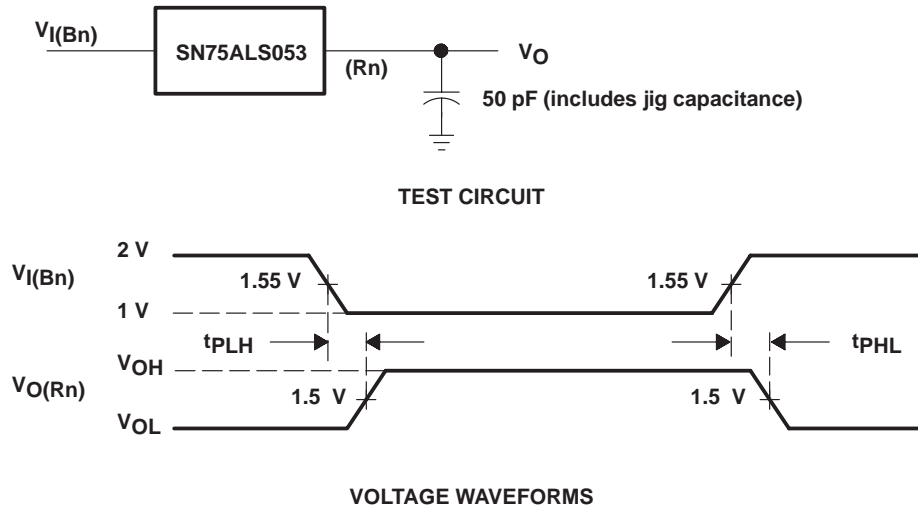 VI(Bn)
SN75ALS053
(Rn)
VO
50 pF (includes jig capacitance)
TEST CIRCUIT
VI(Bn)
2 V
1.55 V
1.55 V
1 V
tPLH
tPHL
VO(Rn)
VOH
1.5 V
1.5 V
VOL
VOLTAGE WAVEFORMS